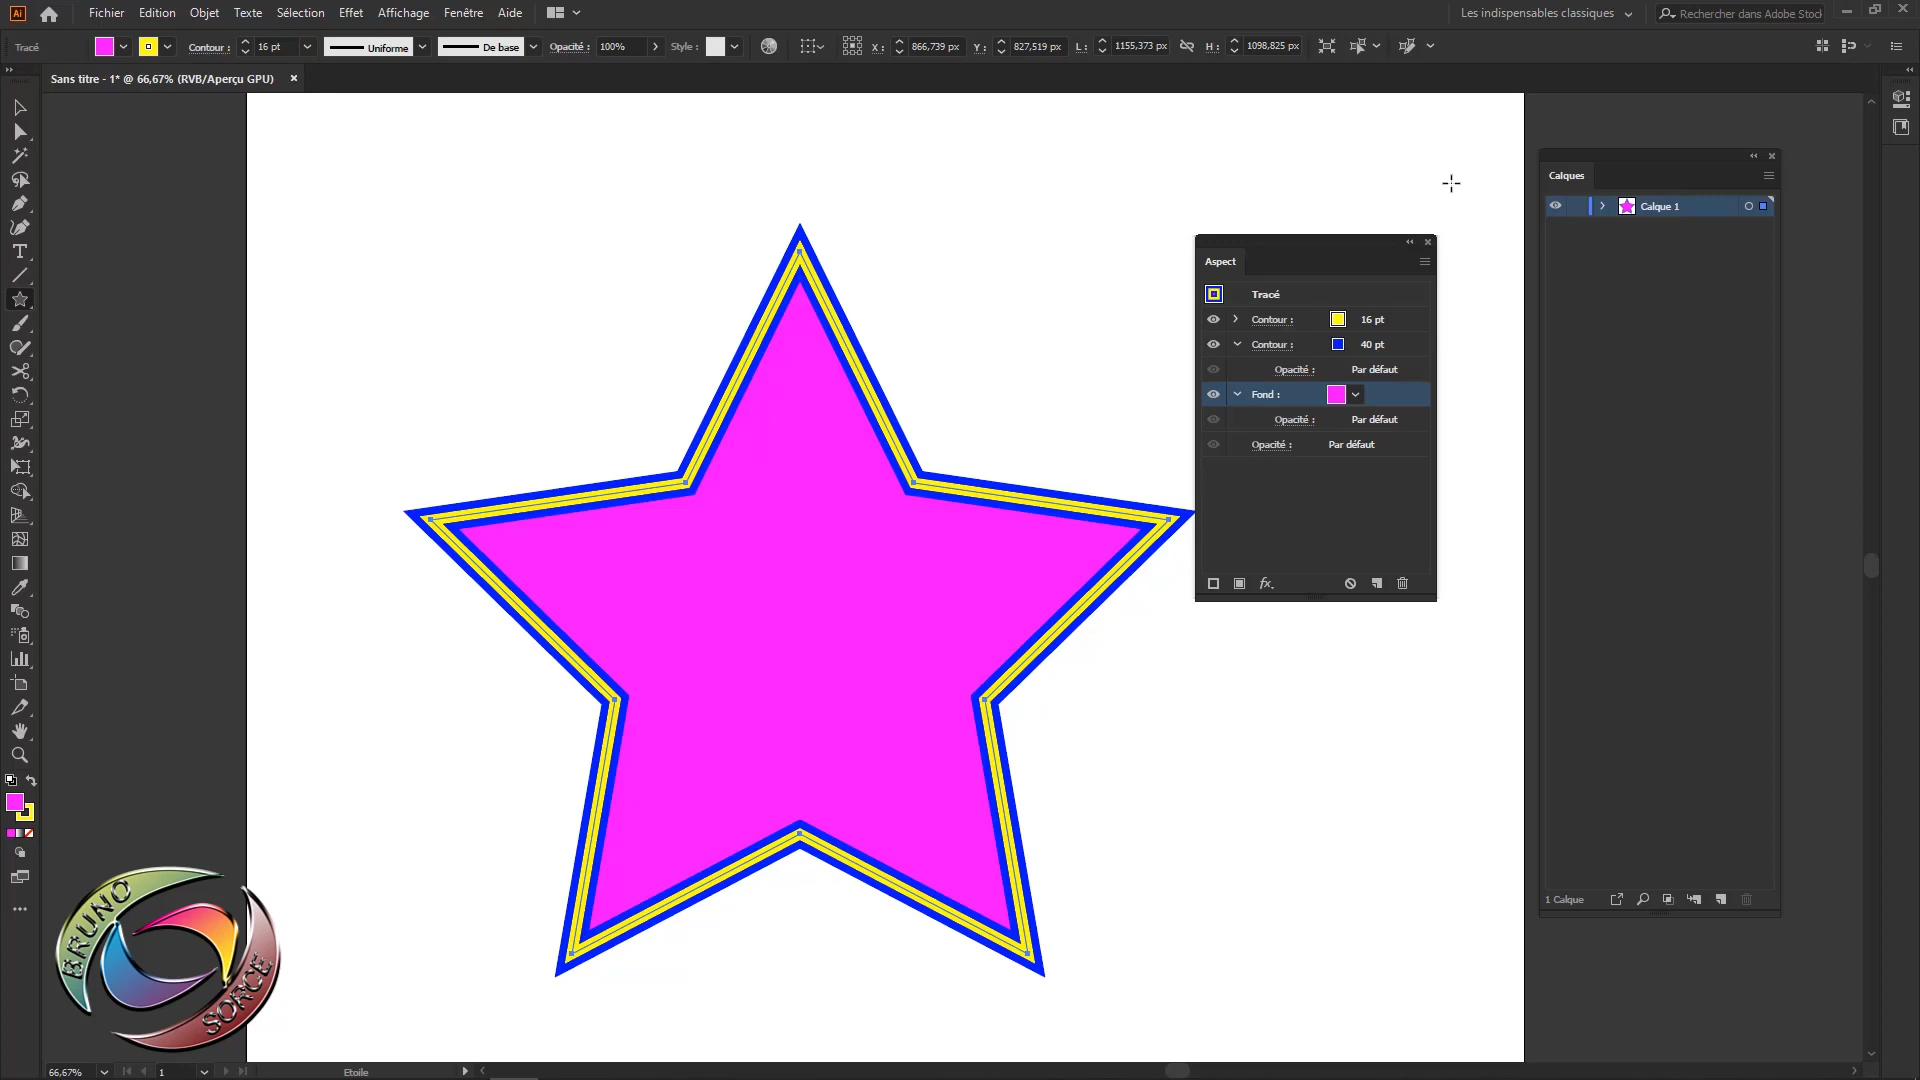 Ai Fichier Edition Objet Texte Sélection Effet Affichage Fenêtre Aide Les indispensables classiques Rechercher dans Adobe Stock
Tracé Contour : 16 pt Uniforme De base Opacité : 100% Style : X : 866,739 px Y : 827,519 px L : 1155,373 px H : 1098,825 px
Sans titre - 1* @ 66,67% (RVB/Aperçu GPU)
Calques
Calque 1
Aspect
Tracé
Contour : 16 pt
Contour : 40 pt
Opacité : Par défaut
Fond :
Opacité : Par défaut
Opacité : Par défaut
fx
1 Calque
BRUNO
SORCE
66,67% 1 Etoile